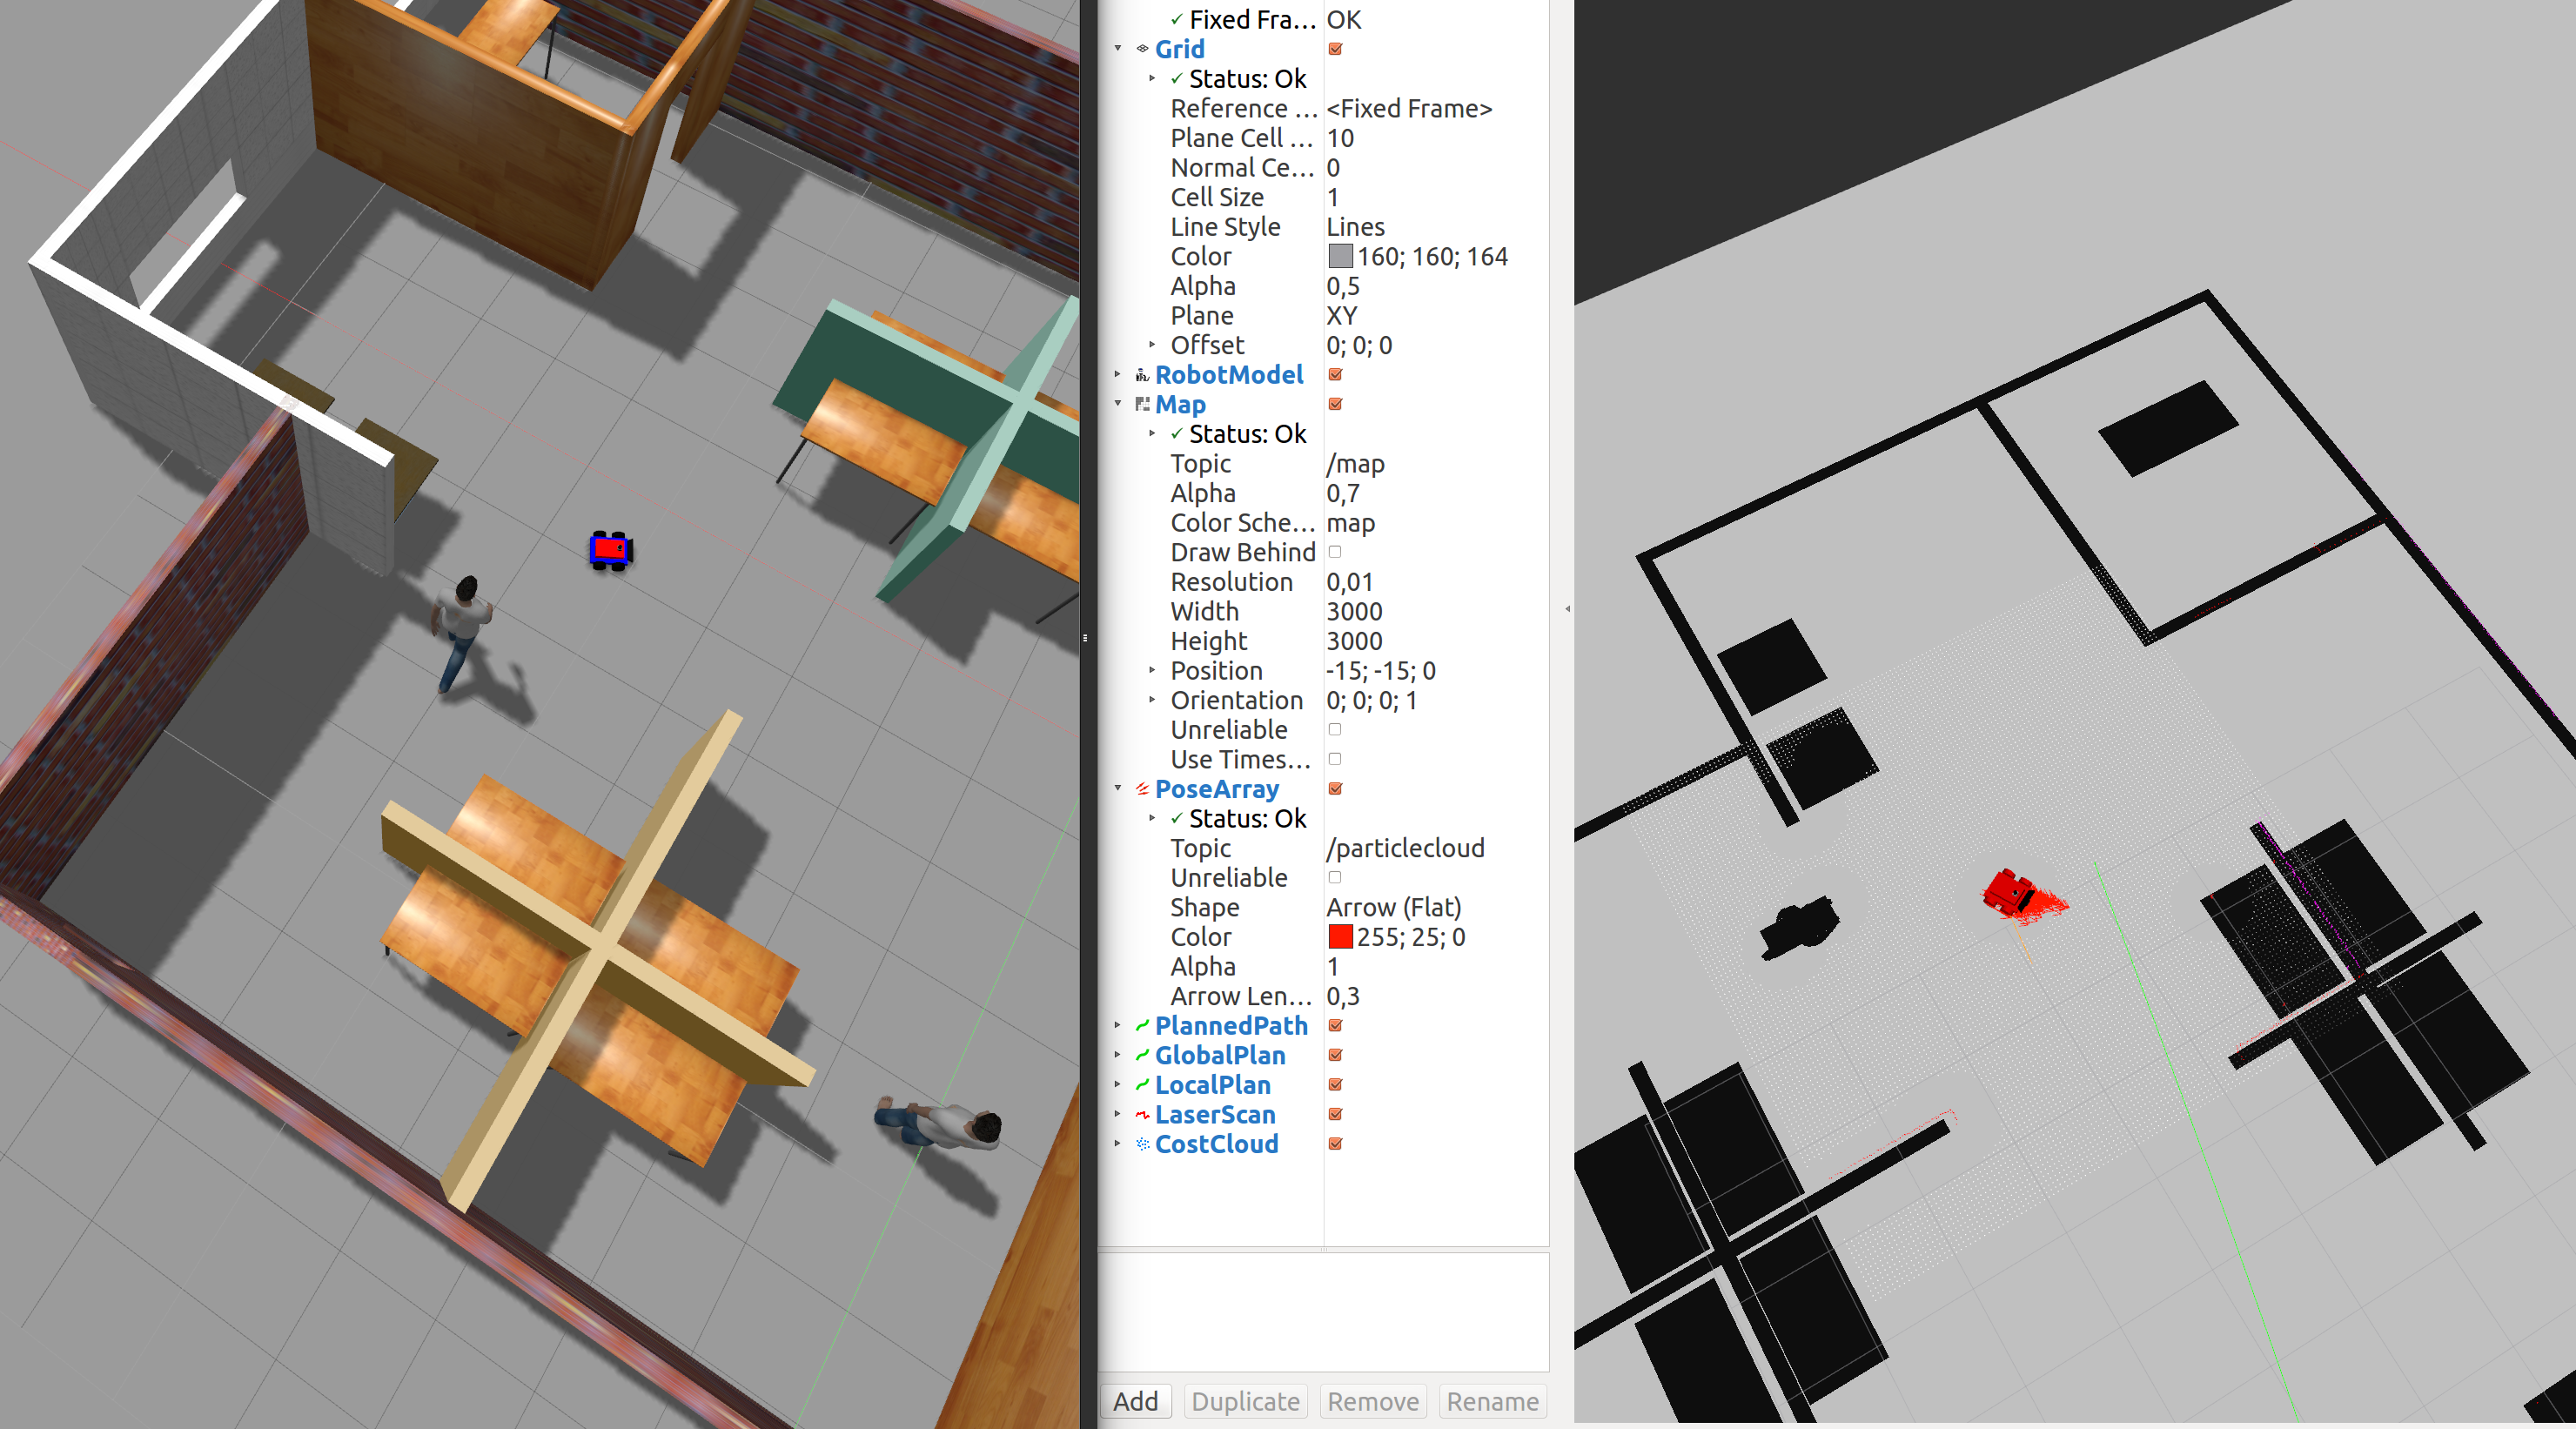 Fixed Fra... OK
Grid
Status: Ok
Reference ... <Fixed Frame>
Plane Cell ... 10
Normal Ce... 0
Cell Size 1
Line Style Lines
Color 160; 160; 164
Alpha 0,5
Plane XY
Offset 0; 0; 0
RobotModel
Map
Status: Ok
Topic /map
Alpha 0,7
Color Sche... map
Draw Behind
Resolution 0,01
Width 3000
Height 3000
Position -15; -15; 0
Orientation 0; 0; 0; 1
Unreliable
Use Times...
PoseArray
Status: Ok
Topic /particlecloud
Unreliable
Shape Arrow (Flat)
Color 255; 25; 0
Alpha 1
Arrow Len... 0,3
PlannedPath
GlobalPlan
LocalPlan
LaserScan
CostCloud
Add Duplicate Remove Rename